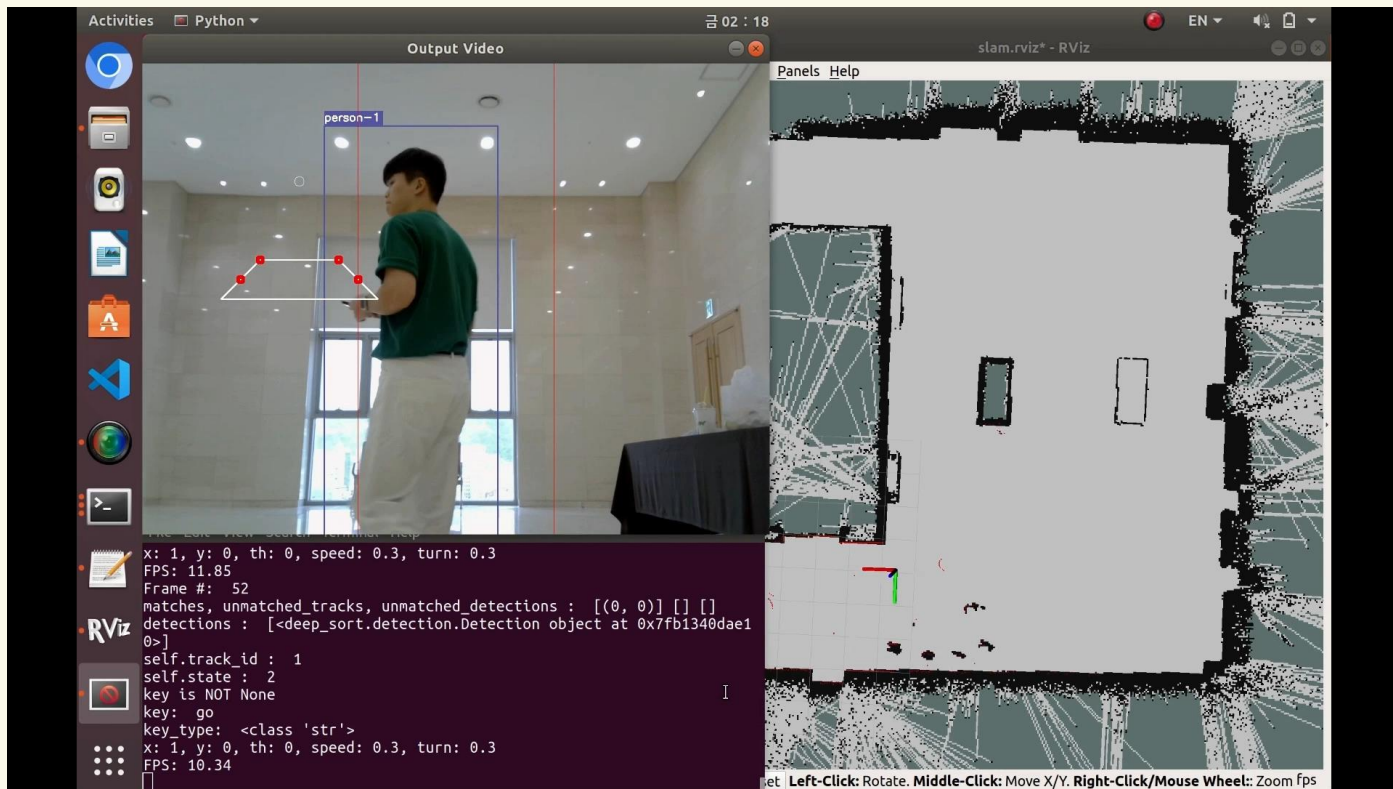 Activities Python
금 02 : 18
EN
Output Video
slam.rviz* - RViz
Panels Help
person-1
x: 1, y: 0, th: 0, speed: 0.3, turn: 0.3
FPS: 11.85
Frame #: 52
matches, unmatched_tracks, unmatched_detections : [(0, 0)] [] []
detections : [<deep_sort.detection.Detection object at 0x7fb1340dae1
0>]
self.track_id : 1
self.state : 2
key is NOT None
key: go
key_type: <class 'str'>
x: 1, y: 0, th: 0, speed: 0.3, turn: 0.3
FPS: 10.34
RViz
Left-Click: Rotate. Middle-Click: Move X/Y. Right-Click/Mouse Wheel:: Zoom fps